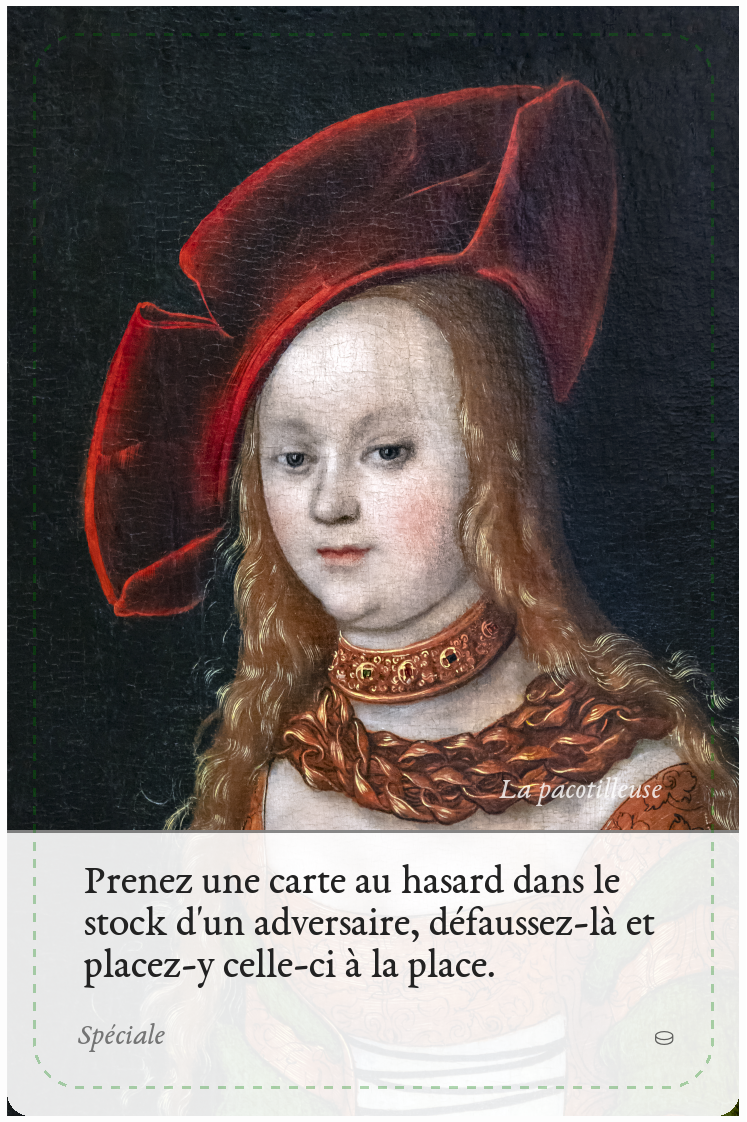 La pacotilleuse
Prenez une carte au hasard dans le
stock d'un adversaire, défaussez-là et
placez-y celle-ci à la place.
Spéciale